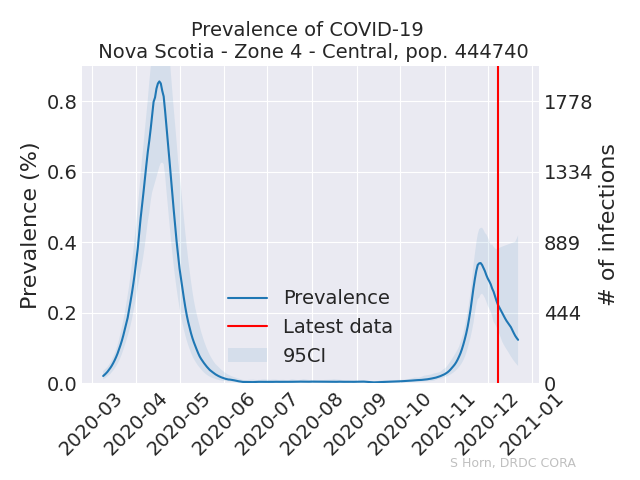 Prevalence of COVID-19
Nova Scotia - Zone 4 - Central, pop. 444740
Prevalence (%)
0.8
0.6
0.4
0.2
0.0
1778
1334
889
444
0
# of infections
Prevalence
Latest data
95CI
2020-03
2020-04
2020-05
2020-06
2020-07
2020-08
2020-09
2020-10
2020-11
2020-12
2021-01
S Horn, DRDC CORA